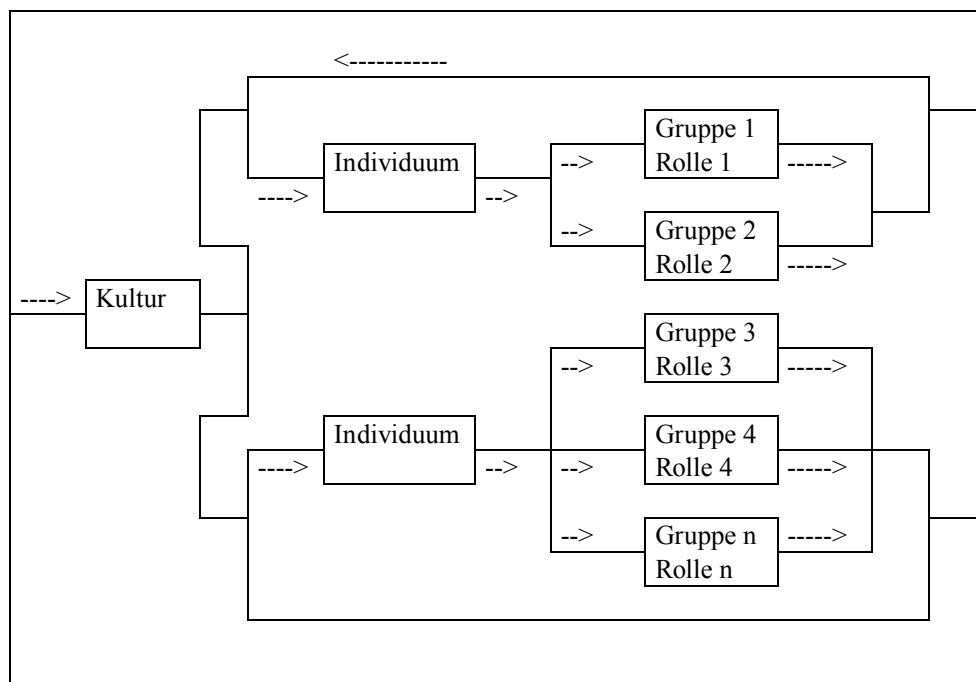 <-----------
Gruppe 1
Rolle 1
Individuum
-->
----->
---->
-->
Gruppe 2
Rolle 2
-->
----->
---->
Kultur
Gruppe 3
Rolle 3
-->
----->
Individuum
Gruppe 4
Rolle 4
---->
-->
-->
----->
Gruppe n
Rolle n
-->
----->